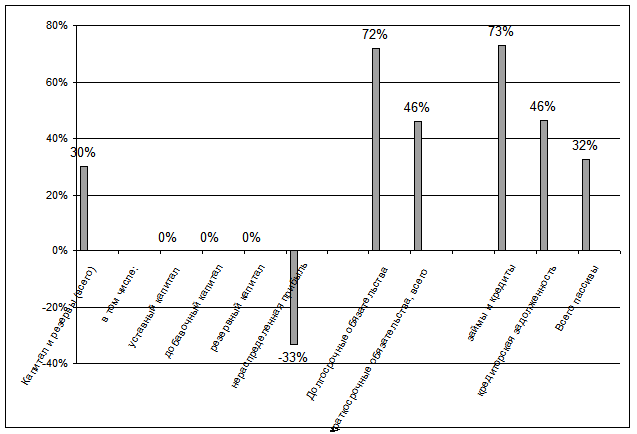 80%
60%
40%
20%
0%
-20%
-40%
30%
0%
0%
0%
-33%
72%
46%
73%
46%
32%
Капитал и резервы (всего)
в том числе:
уставный капитал
добавочный капитал
резервный капитал
нераспределенная прибыль
Долгосрочные обязательства
краткосрочные обязательства, всего
займы и кредиты
кредиторская задолженность
Всего пассивы